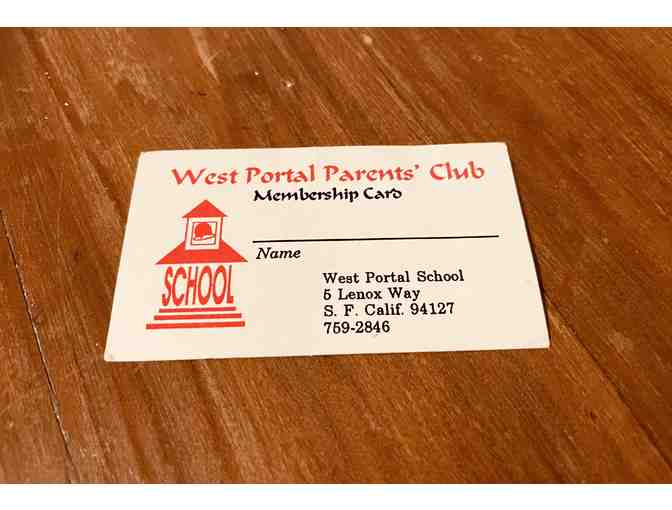 West Portal Parents' Club
Membership Card
Name
SCHOOL
West Portal School
5 Lenox Way
S. F. Calif. 94127
759-2846